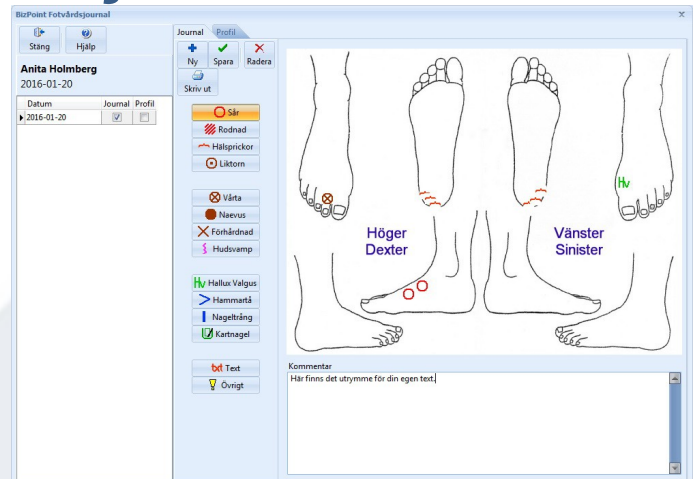 BizPoint Fotvårdsjournal
Stäng
Hjälp
Anita Holmberg
2016-01-20
Datum Journal Profil
2016-01-20
Journal Profil
Ny Spara Radera
Skriv ut
Sår
Rodnad
Hälsprickor
Liktorn
Vårta
Naevus
Förhårdnad
Hudsvamp
Hv Hallux Valgus
Hammartå
Nageltrång
Kartnagel
txt Text
Övrigt
Hv
Höger
Dexter
Vänster
Sinister
Kommentar
Här finns det utrymme för din egen text.